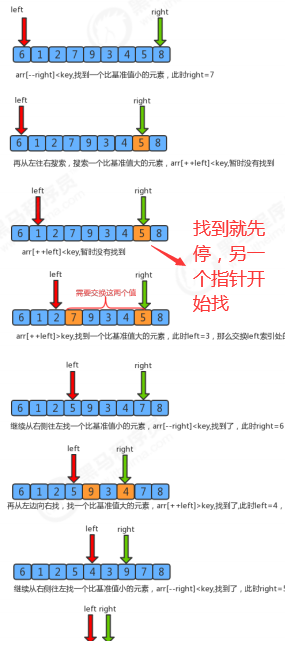 left
right
6 1 2 7 9 3 4 5 8
arr[--right]<key,找到一个比基准值小的元素，此时right=7
left
right
6 1 2 7 9 3 4 5 8
再从左往右搜索，搜索一个比基准值大的元素，arr[++left]<key,暂时没有找到
left
right
6 1 2 7 9 3 4 5 8
arr[++left]<key,暂时没有找到
找到就先
停，另一
个指针开
始找
left
right
需要交换这两个值
6 1 2 7 9 3 4 5 8
arr[++left]>key,找到一个比基准值大的元素，此时left=3，那么交换left索引处的
left
right
6 1 2 5 9 3 4 7 8
继续从右侧往左找一个比基准值小的元素，arr[--right]<key,找到了，此时right=6
left
right
6 1 2 5 9 3 4 7 8
再从左边向右找，找一个比基准值大的元素，arr[++left]>key,找到了,此时left=4，
left
right
6 1 2 5 4 3 9 7 8
继续从右侧往左找一个比基准值小的元素，arr[--right]<key,找到了，此时right=5
left right